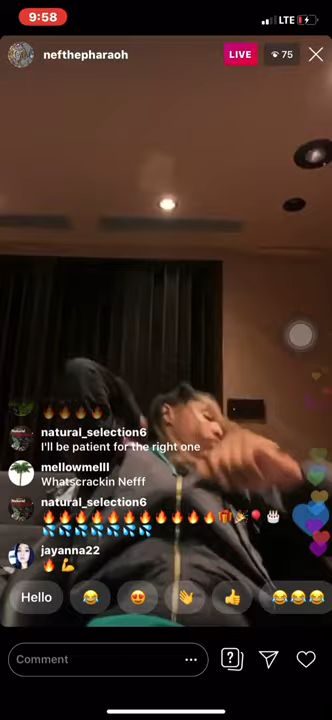 9:58
LTE
nefthepharaoh
LIVE
75
natural_selection6
I'll be patient for the right one
mellowmelll
Whatscrackin Nefff
natural_selection6
jayanna22
Hello
Comment